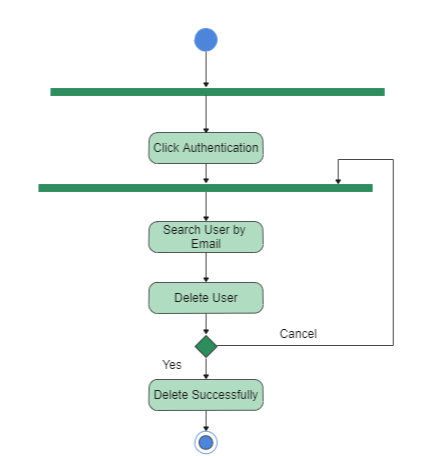 Click Authentication
Search User by
Email
Delete User
Cancel
Yes
Delete Successfully